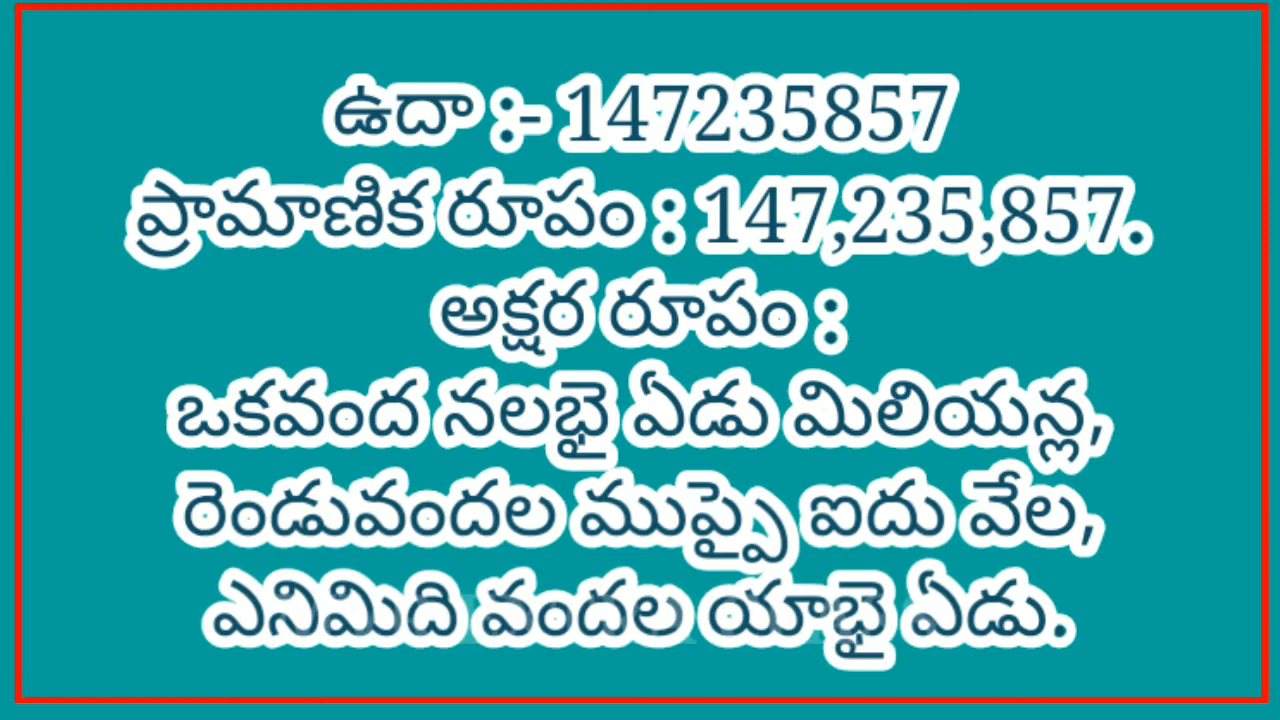 ఉదా :- 147235857
ప్రామాణిక రూపం : 147,235,857.
అక్షర రూపం :
ఒకవంద నలభై ఏడు మిలియన్ల,
రెండువందల ముప్పై ఐదు వేల,
ఎనిమిది వందల యాభై ఏడు.